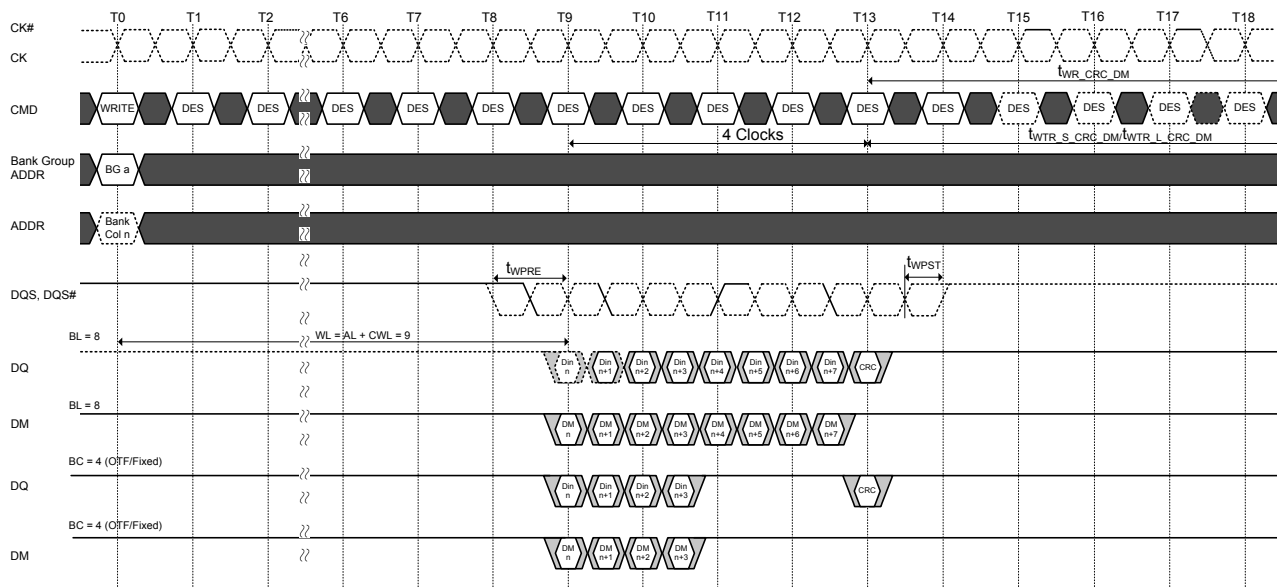 T0 T1 T2 T6 T7 T8 T9 T10 T11 T12 T13 T14 T15 T16 T17 T18
CK#
CK
tWR_CRC_DM
CMD WRITE DES DES DES DES DES DES DES DES DES DES DES DES DES DES DES
4 Clocks tWTR_S_CRC_DM/tWTR_L_CRC_DM
Bank Group
ADDR
BG a
ADDR
Bank
Col n
tWPRE tWPST
DQS, DQS#
BL = 8 WL = AL + CWL = 9
DQ
Din Din Din Din Din Din Din Din CRC
n n+1 n+2 n+3 n+4 n+5 n+6 n+7
BL = 8
DM
DM DM DM DM DM DM DM DM
n n+1 n+2 n+3 n+4 n+5 n+6 n+7
BC = 4 (OTF/Fixed)
DQ
Din Din Din Din CRC
n n+1 n+2 n+3
BC = 4 (OTF/Fixed)
DM
DM DM DM DM
n n+1 n+2 n+3